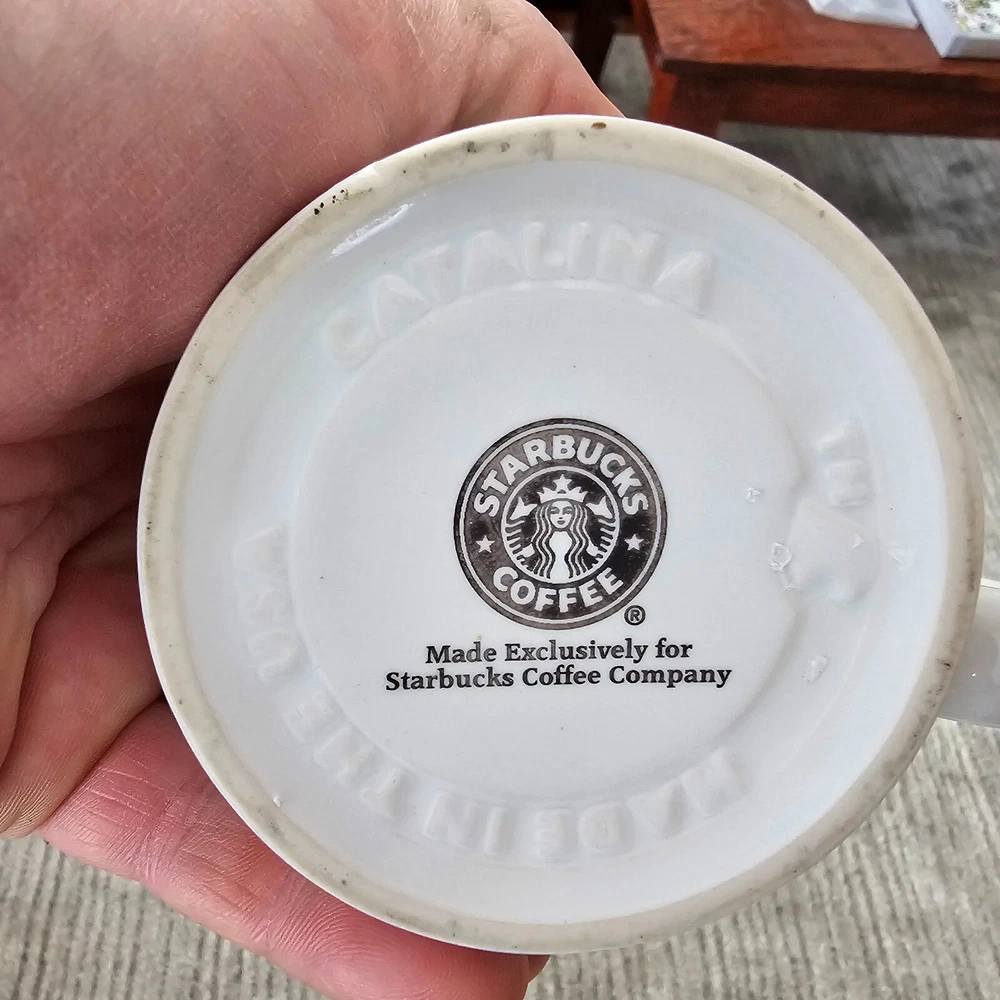 CATALINA
TM
STARBUCKS
COFFEE
®
Made Exclusively for
Starbucks Coffee Company
MADE IN THE USA